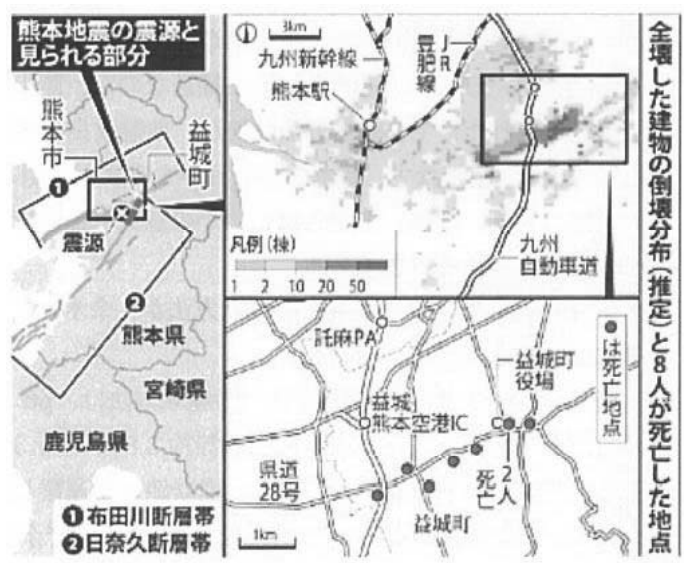 全壊した建物の倒壊分布(推定)と8人が死亡した地点
熊本地震の震源と
見られる部分
熊本市
益城町
❶
震源
❷
熊本県
宮崎県
鹿児島県
❶布田川断層帯
❷日奈久断層帯
3km
九州新幹線
熊本駅
JR
豊肥線
凡例(棟)
1 2 10 20 50
九州
自動車道
託麻PA
益城
熊本空港IC
県道
28号
益城町
役場
●は死亡地点
2人
死亡
益城町
1km